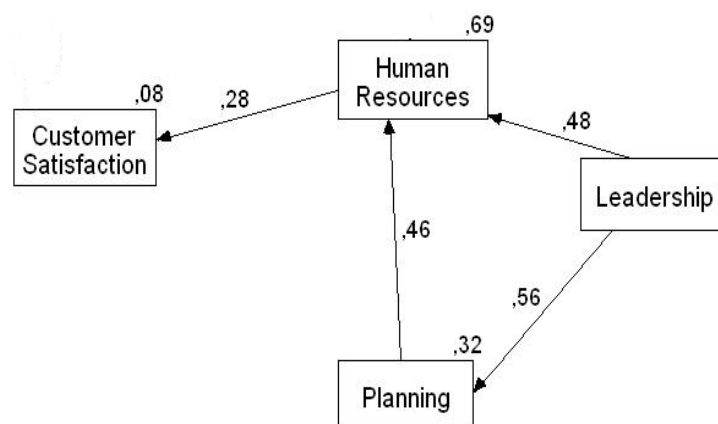 ,69
Human
Resources
,08
,28
Customer
Satisfaction
,48
Leadership
,46
,56
,32
Planning